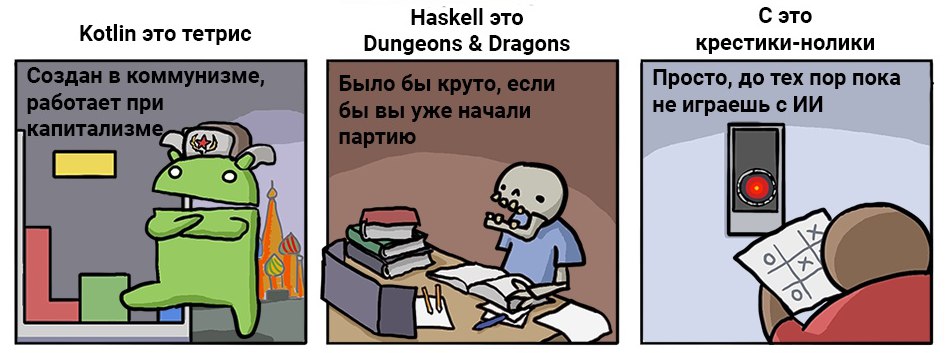 Kotlin это тетрис
Создан в коммунизме,
работает при
капитализме
Haskell это
Dungeons & Dragons
Было бы круто, если
бы вы уже начали
партию
C это
крестики-нолики
Просто, до тех пор пока
не играешь с ИИ
O X
X
O